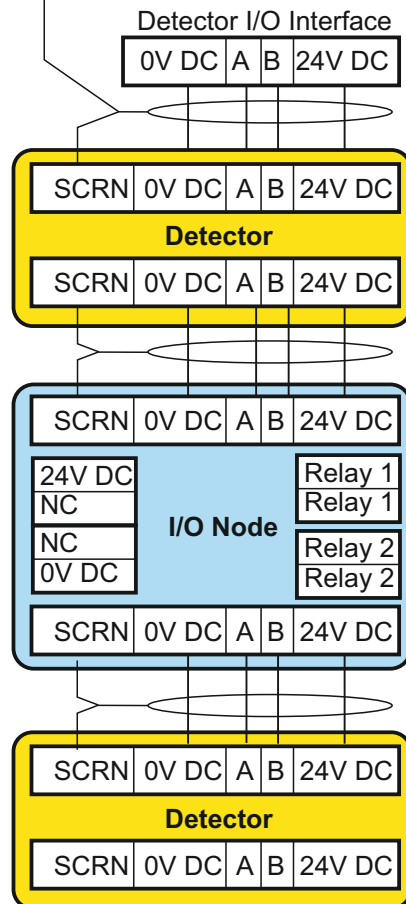 Detector I/O Interface
0V DC A B 24V DC
SCRN 0V DC A B 24V DC
Detector
SCRN 0V DC A B 24V DC
SCRN 0V DC A B 24V DC
24V DC
NC
NC
0V DC
I/O Node
Relay 1
Relay 1
Relay 2
Relay 2
SCRN 0V DC A B 24V DC
SCRN 0V DC A B 24V DC
Detector
SCRN 0V DC A B 24V DC